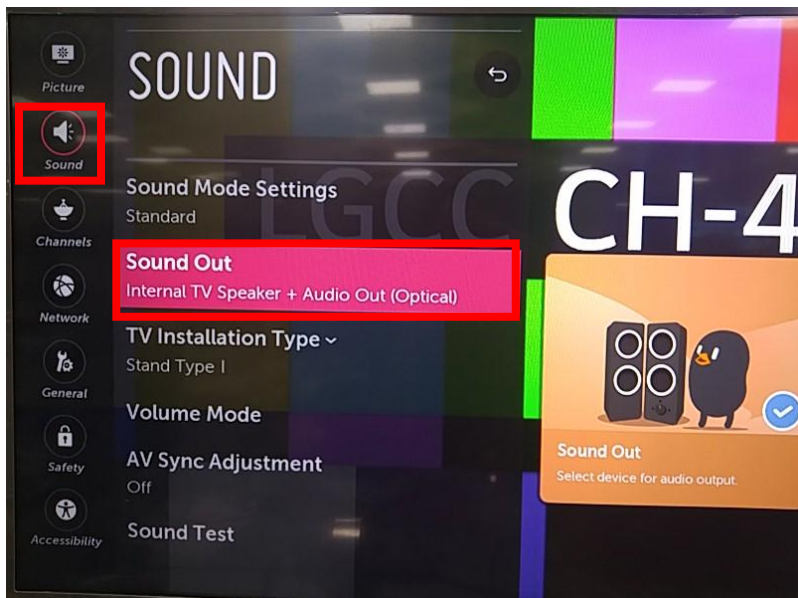 Picture
Sound
Channels
Network
General
Safety
Accessibility
SOUND
Sound Mode Settings
Standard
Sound Out
Internal TV Speaker + Audio Out (Optical)
TV Installation Type
Stand Type I
Volume Mode
AV Sync Adjustment
Off
Sound Test
LGCC
CH-4
Sound Out
Select device for audio output.